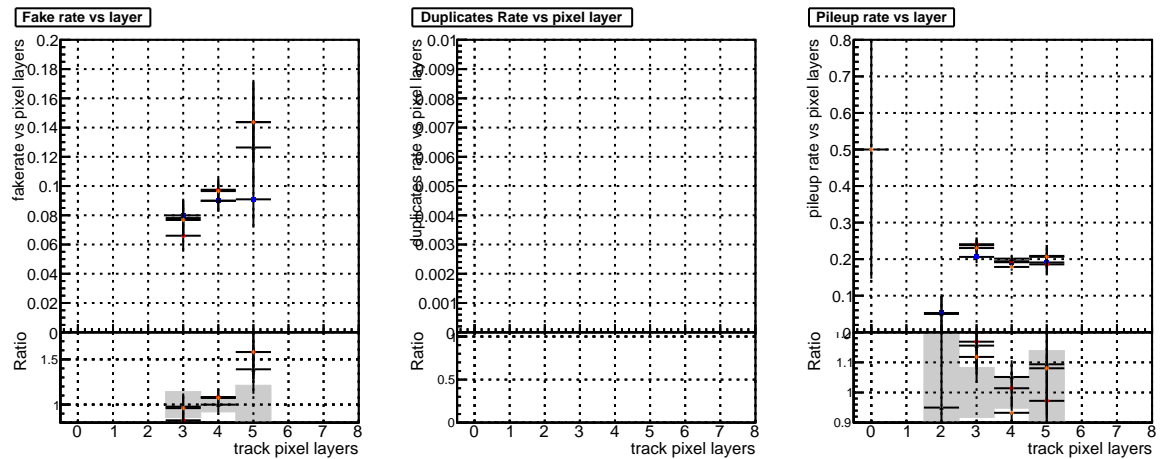 Fake rate vs layer
fakerate vs pixel layers
0.2
0.18
0.16
0.14
0.12
0.1
0.08
0.06
0.04
0.02
0
Ratio
1.5
1
0 1 2 3 4 5 6 7 8
track pixel layers
Duplicates Rate vs pixel layer
duplicates rate vs pixel layers
0.01
0.009
0.008
0.007
0.006
0.005
0.004
0.003
0.002
0.001
0
Ratio
1
0.5
0
0 1 2 3 4 5 6 7 8
track pixel layers
Pileup rate vs layer
pileup rate vs pixel layers
0.8
0.7
0.6
0.5
0.4
0.3
0.2
0.1
0
Ratio
1.1
1
0.9
0 1 2 3 4 5 6 7 8
track pixel layers